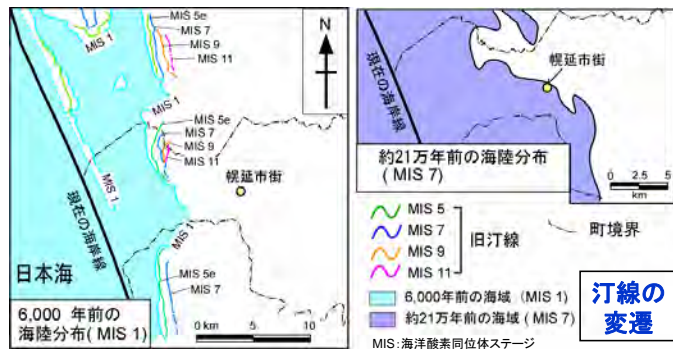 MIS 5e
MIS 7
MIS 9
MIS 11
MIS 1
N
MIS 1
MIS 5e
MIS 7
MIS 9
MIS 11
現在の海岸線
MIS 1
幌延市街
MIS 1
日本海
MIS 5e
MIS 7
6,000 年前の
海陸分布( MIS 1)
0 km 5 10
現在の海岸線
幌延市街
約21万年前の海陸分布
( MIS 7)
0 2.5 5
km
MIS 5
MIS 7
MIS 9
MIS 11
旧汀線
町境界
6,000年前の海域 (MIS 1)
約21万年前の海域 ( MIS 7)
MIS:海洋酸素同位体ステージ
汀線の
変遷